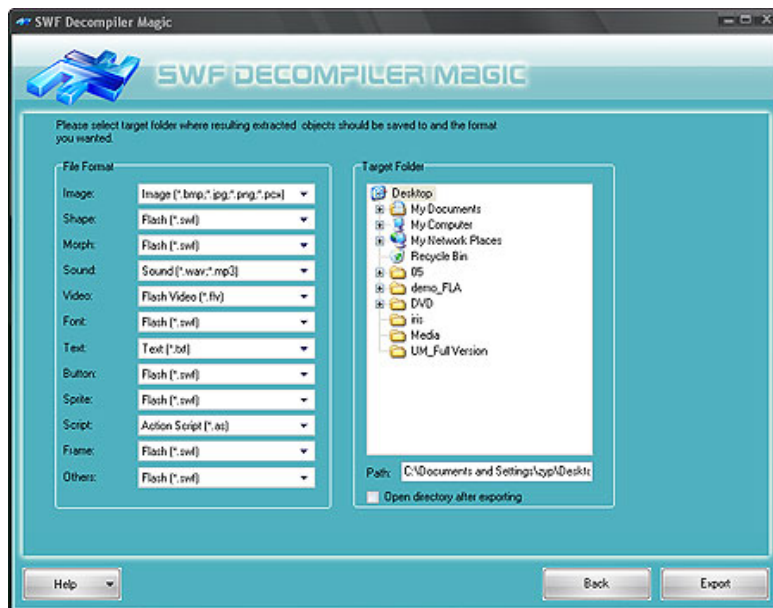 SWF Decompiler Magic
SWF DECOMPILER MAGIC
Please select target folder where resulting extracted objects should be saved to and the format
you wanted.
File Format
Image: Image (*.bmp;*.jpg;*.png;*.pcx)
Shape: Flash (*.swf)
Morph: Flash (*.swf)
Sound: Sound (*.wav;*.mp3)
Video: Flash Video (*.flv)
Font: Flash (*.swf)
Text: Text (*.txt)
Button: Flash (*.swf)
Sprite: Flash (*.swf)
Script: Action Script (*.as)
Frame: Flash (*.swf)
Others: Flash (*.swf)
Target Folder
Desktop
My Documents
My Computer
My Network Places
Recycle Bin
05
demo_FLA
DVD
iris
Media
UM_Full Version
Path: C:\Documents and Settings\zyp\Deskto
Open directory after exporting
Help
Back
Export